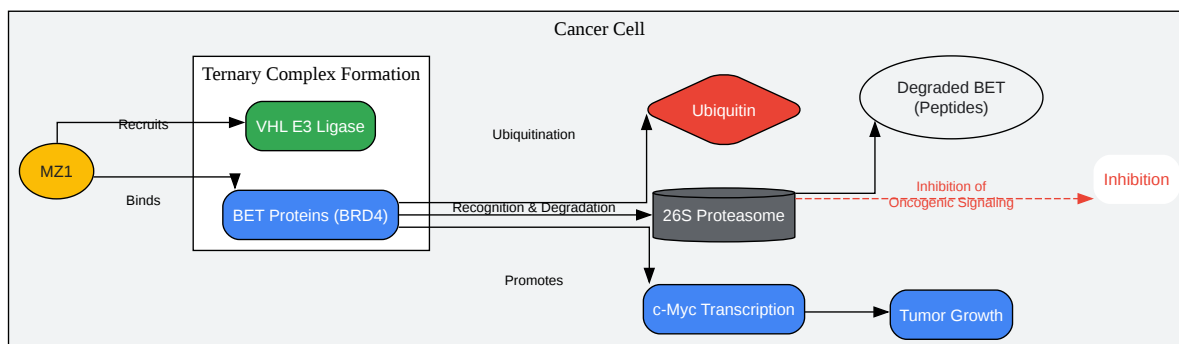 Cancer Cell
Ternary Complex Formation
Recruits
VHL E3 Ligase
MZ1
Binds
BET Proteins (BRD4)
Ubiquitination
Ubiquitin
Recognition & Degradation
26S Proteasome
Degraded BET
(Peptides)
Inhibition of
Oncogenic Signaling
Inhibition
Promotes
c-Myc Transcription
Tumor Growth